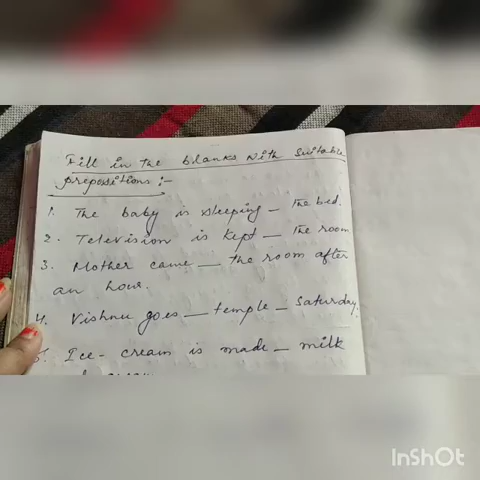 Fill in the blanks with suitable
prepositions :-
1. The baby is sleeping _ the bed.
2. Television is kept _ the room
3. Mother came __ the room after
an hour.
4. Vishnu goes _ temple _ Saturday.
5. Ice-cream is made _ milk
InShOt